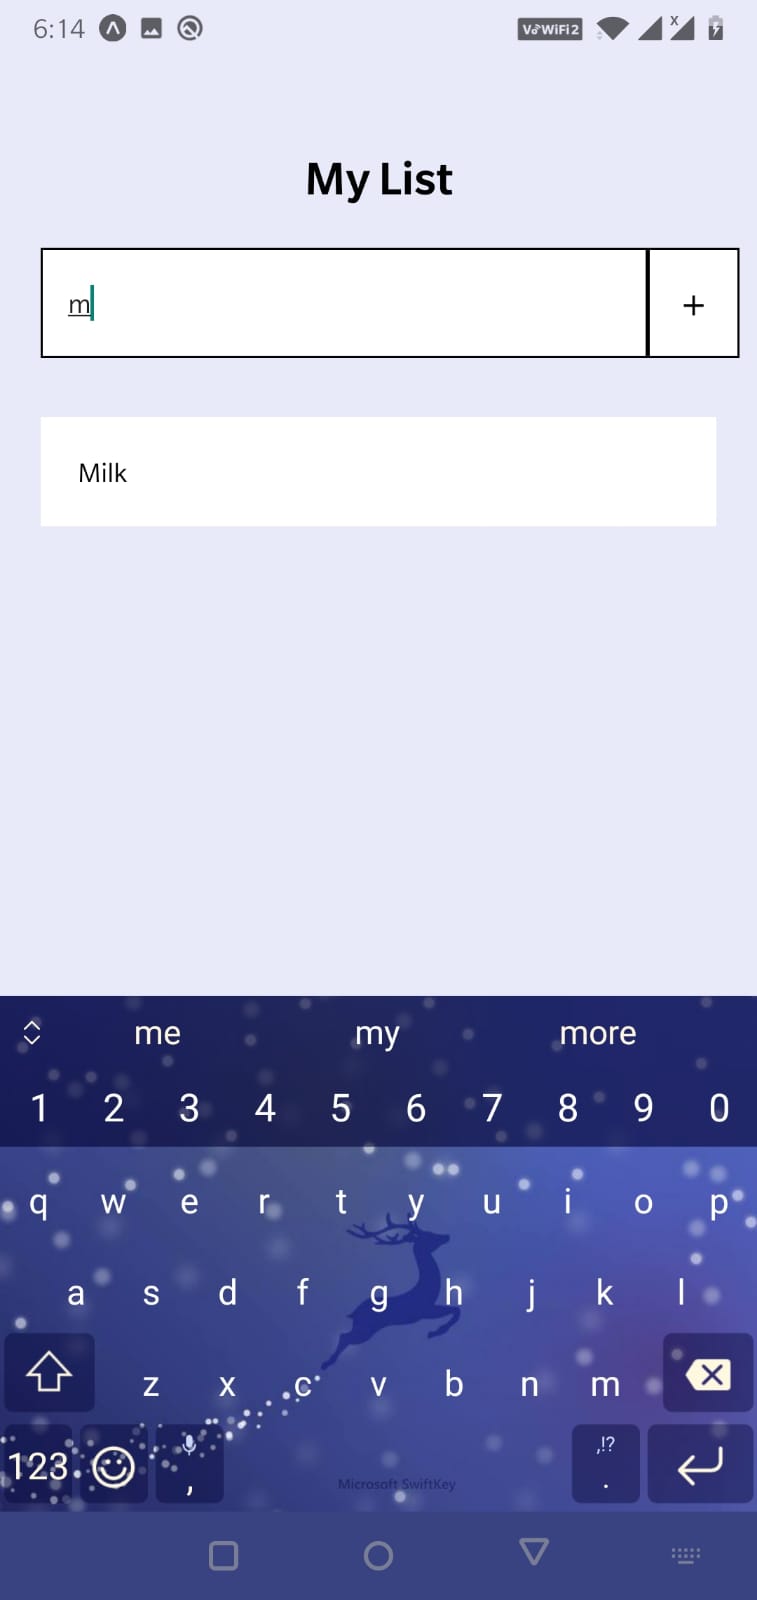 6:14 VoWiFi2 x
My List
m +
Milk
me my more
1 2 3 4 5 6 7 8 9 0
q w e r t y u i o p
a s d f g h j k l
z x c v b n m
,!?
123 , .
Microsoft SwiftKey